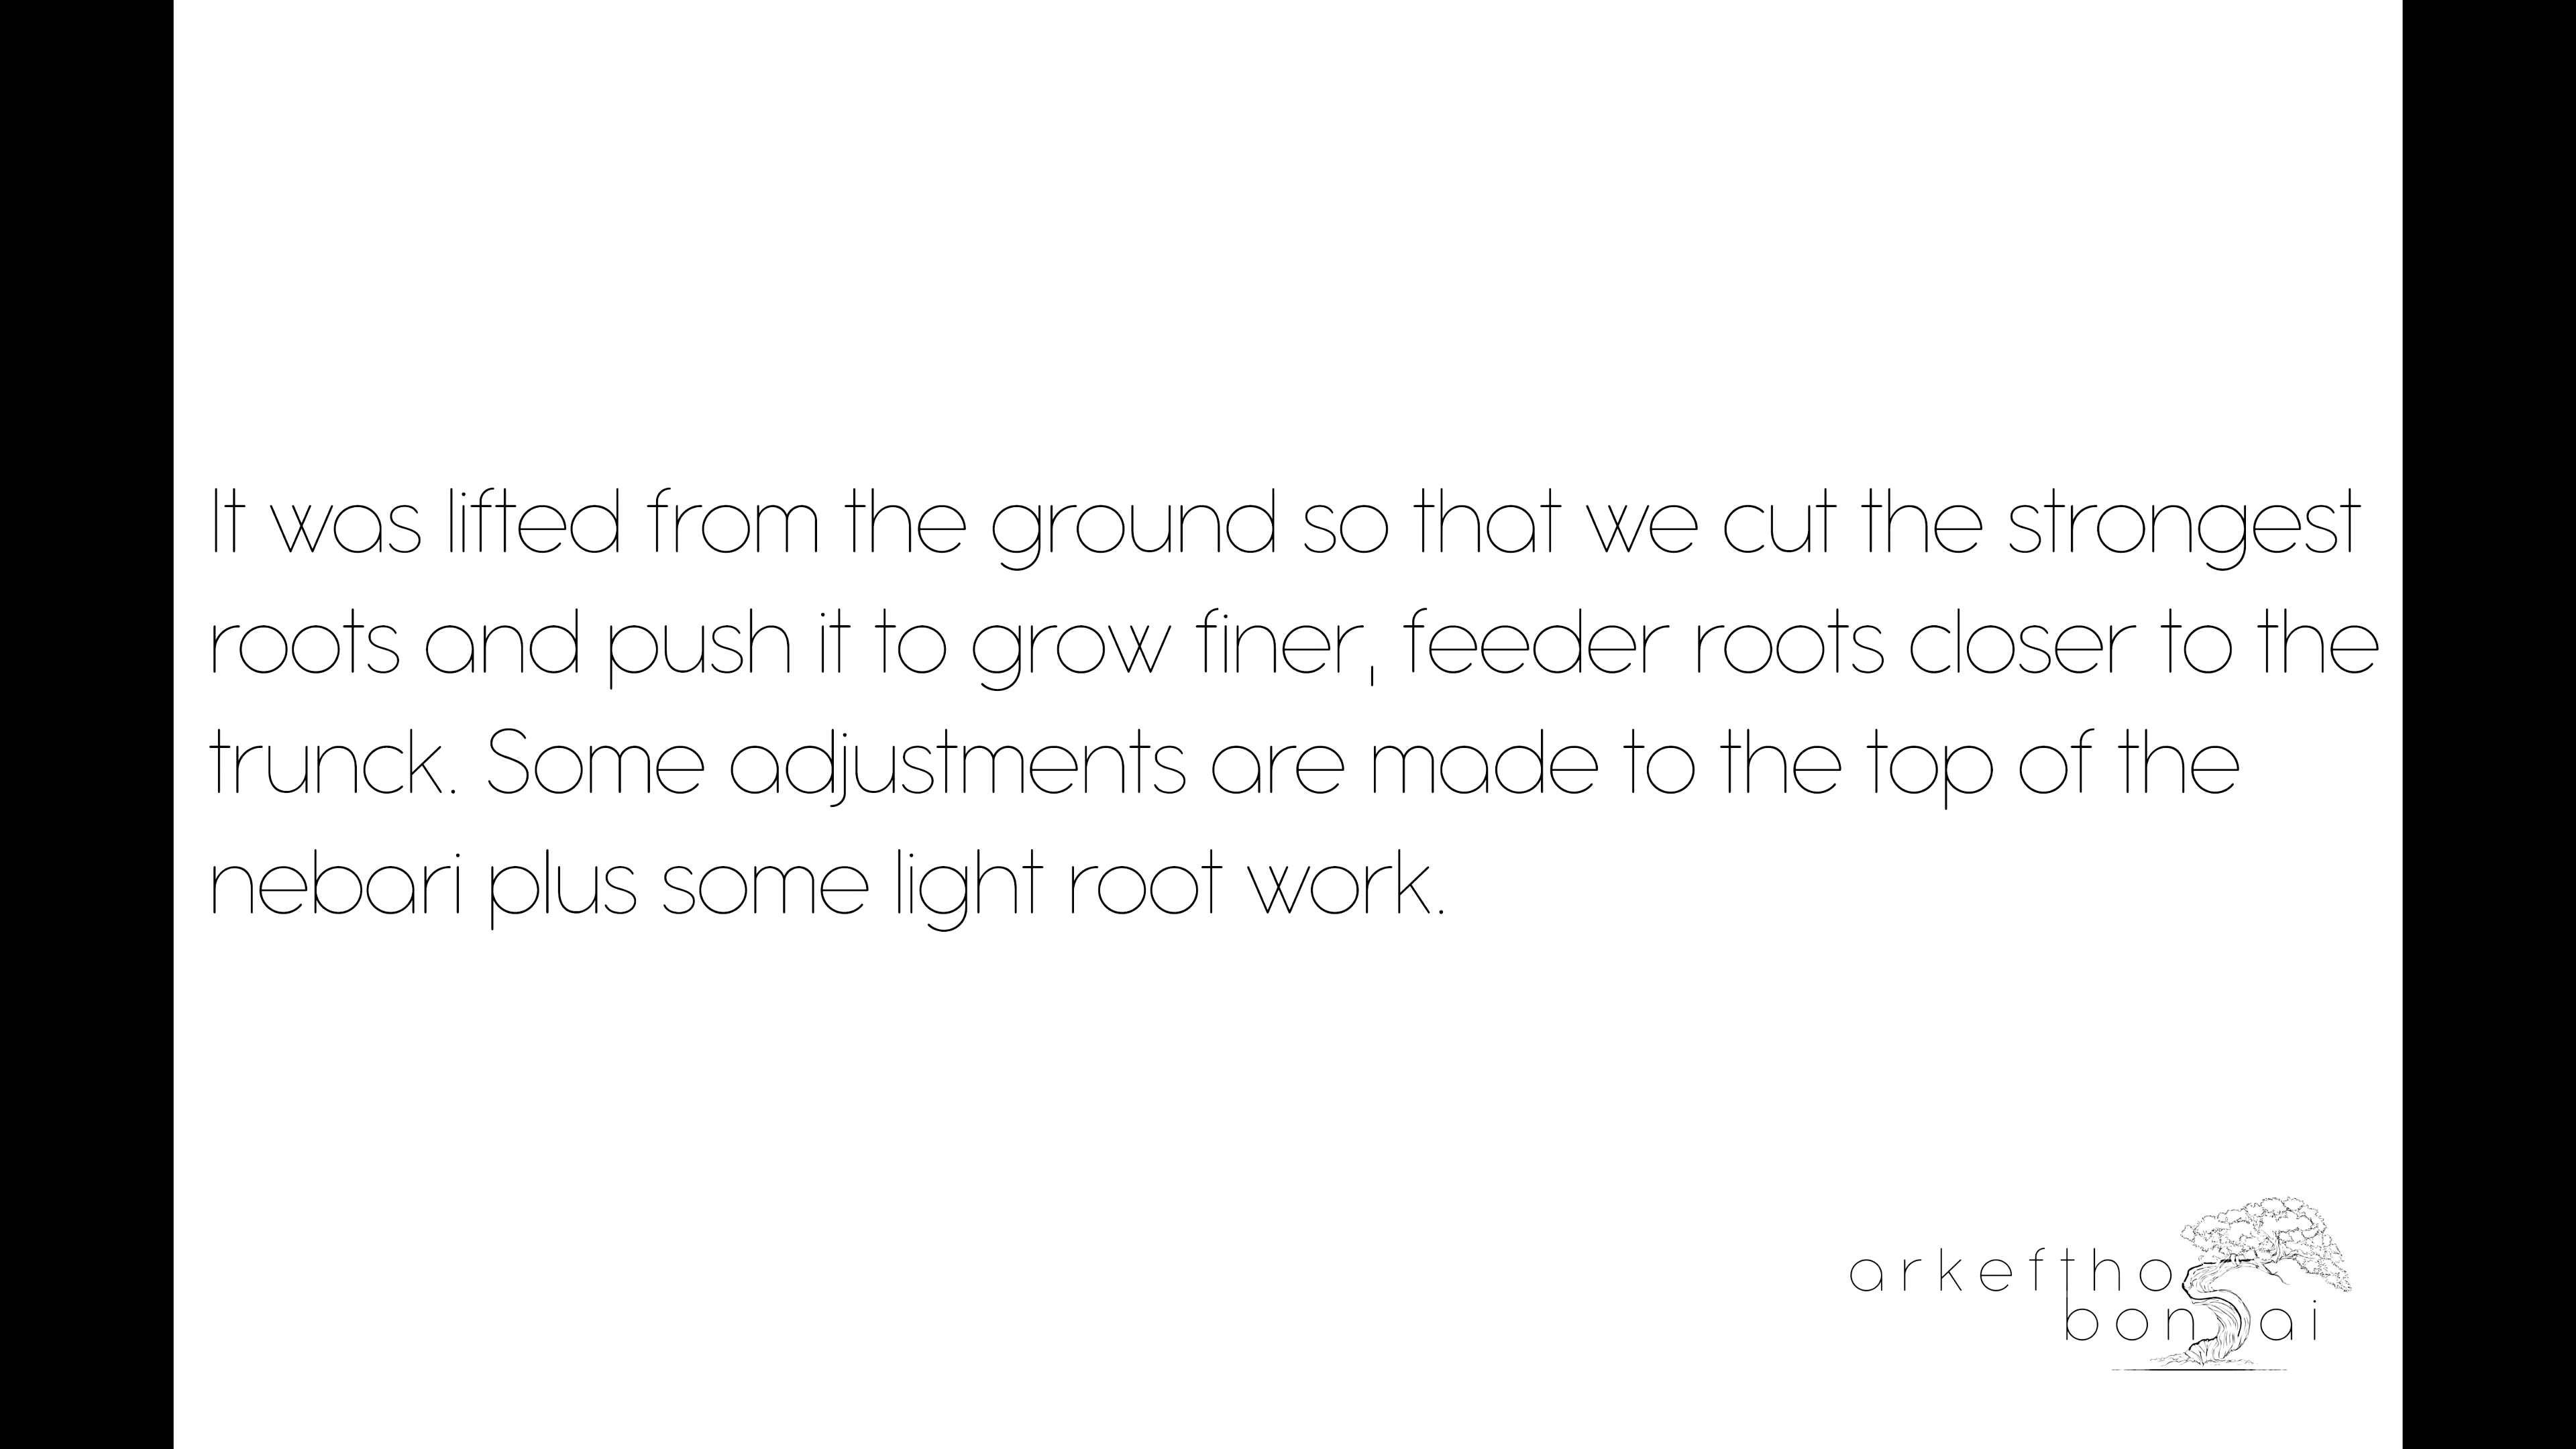 It was lifted from the ground so that we cut the strongest
roots and push it to grow finer, feeder roots closer to the
trunck. Some adjustments are made to the top of the
nebari plus some light root work.
arkeftho
bonsai